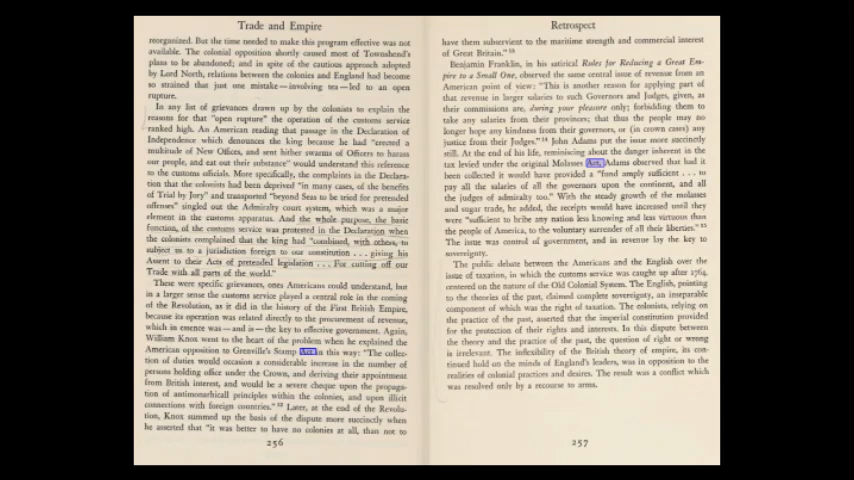 Trade and Empire
reorganized. But the time needed to make this program effective was not
available. The colonial opposition shortly caused most of Townshend's
plans to be abandoned; and in spite of the cautious approach adopted
by Lord North, relations between the colonies and England had become
so strained that just one mistake—involving tea—led to an open
rupture.
In any list of grievances drawn up by the colonists to explain the
reasons for that "open rupture" the operation of the customs service
ranked high. An American reading that passage in the Declaration of
Independence which denounces the king because he had "erected a
multitude of New Offices, and sent hither swarms of Officers to harass
our people, and eat out their substance" would understand this reference
to the customs officials. More specifically, the complaints in the Declara-
tion that the colonists had been deprived "in many cases, of the benefits
of Trial by Jury" and transported "beyond Seas to be tried for pretended
offenses" singled out the Admiralty court system, which was a major
element in the customs apparatus. And the whole purpose, the basic
function, of the customs service was protested in the Declaration when
the colonists complained that the king had "combined, with others, to
subject us to a jurisdiction foreign to our constitution . . . giving his
Assent to their Acts of pretended legislation . . . For cutting off our
Trade with all parts of the world."
These were specific grievances, ones Americans could understand, but
in a larger sense the customs service played a central role in the coming
of the Revolution, as it did in the history of the First British Empire,
because its operation was related directly to the procurement of revenue,
which in essence was—and is—the key to effective government. Again,
William Knox went to the heart of the problem when he explained the
American opposition to Grenville's Stamp Act in this way: "The collec-
tion of duties would occasion a considerable increase in the number of
persons holding office under the Crown, and deriving their appointment
from British interest, and would be a severe cheque upon the propaga-
tion of antimonarhicall principles within the colonies, and upon illicit
connections with foreign countries." 12 Later, at the end of the Revolu-
tion, Knox summed up the basis of the dispute more succinctly when
he asserted that "it was better to have no colonies at all, than not to
256
Retrospect
have them subservient to the maritime strength and commercial interest
of Great Britain." 13
Benjamin Franklin, in his satirical Rules for Reducing a Great Em-
pire to a Small One, observed the same central issue of revenue from an
American point of view: "This is another reason for applying part of
that revenue in larger salaries to such Governors and Judges, given, as
their commissions are, during your pleasure only; forbidding them to
take any salaries from their provinces; that thus the people may no
longer hope any kindness from their governors, or (in crown cases) any
justice from their Judges." 14 John Adams put the issue more succinctly
still. At the end of his life, reminiscing about the danger inherent in the
tax levied under the original Molasses Act, Adams observed that had it
been collected it would have provided a "fond amply sufficient . . . to
pay all the salaries of all the governors upon the continent, and all
the judges of admiralty too." With the steady growth of the molasses
and sugar trade, he added, the receipts would have increased until they
were "sufficient to bribe any nation less knowing and less virtuous than
the people of America, to the voluntary surrender of all their liberties." 15
The issue was control of government, and in revenue lay the key to
sovereignty.
The public debate between the Americans and the English over the
issue of taxation, in which the customs service was caught up after 1764,
centered on the nature of the Old Colonial System. The English, pointing
to the theories of the past, claimed complete sovereignty, an inseparable
component of which was the right of taxation. The colonists, relying on
the practice of the past, asserted that the imperial constitution provided
for the protection of their rights and interests. In this dispute between
the theory and the practice of the past, the question of right or wrong
is irrelevant. The inflexibility of the British theory of empire, its con-
tinued hold on the minds of England's leaders, was in opposition to the
realities of colonial practices and desires. The result was a conflict which
was resolved only by a recourse to arms.
257